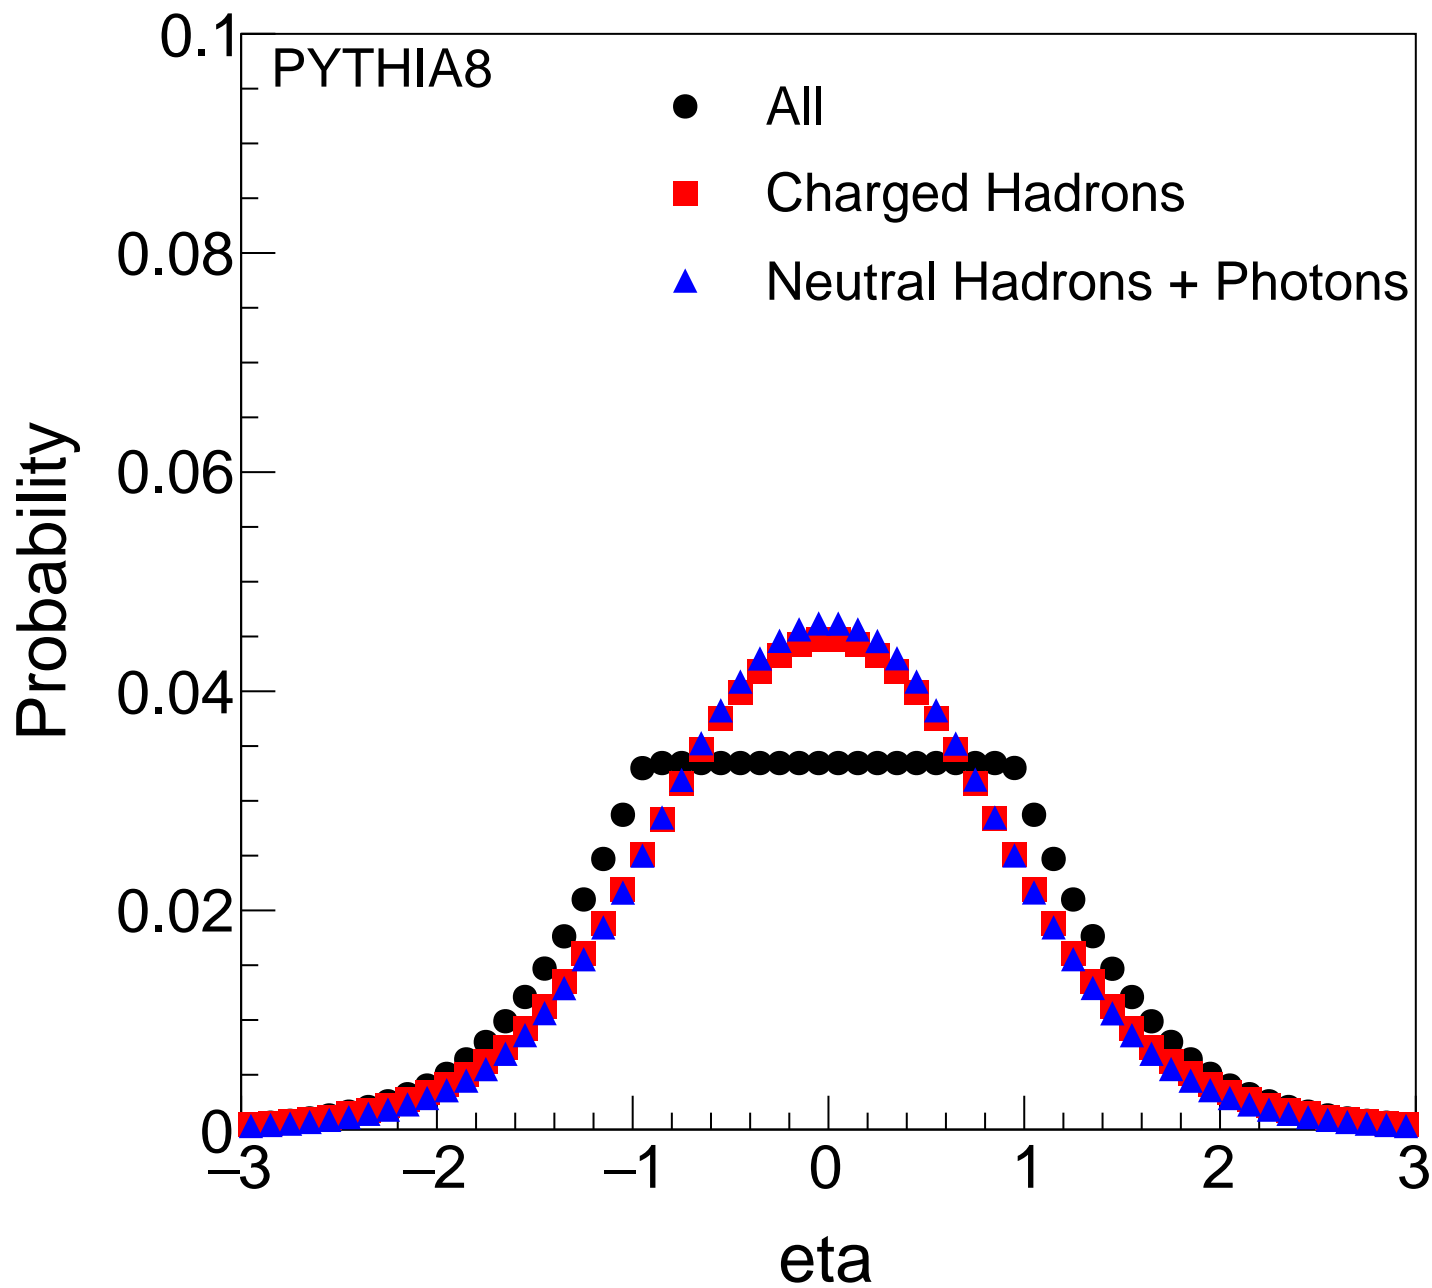 PYTHIA8
All
Charged Hadrons
Neutral Hadrons + Photons
Probability
0.1
0.08
0.06
0.04
0.02
0
−3 −2 −1 0 1 2 3
eta